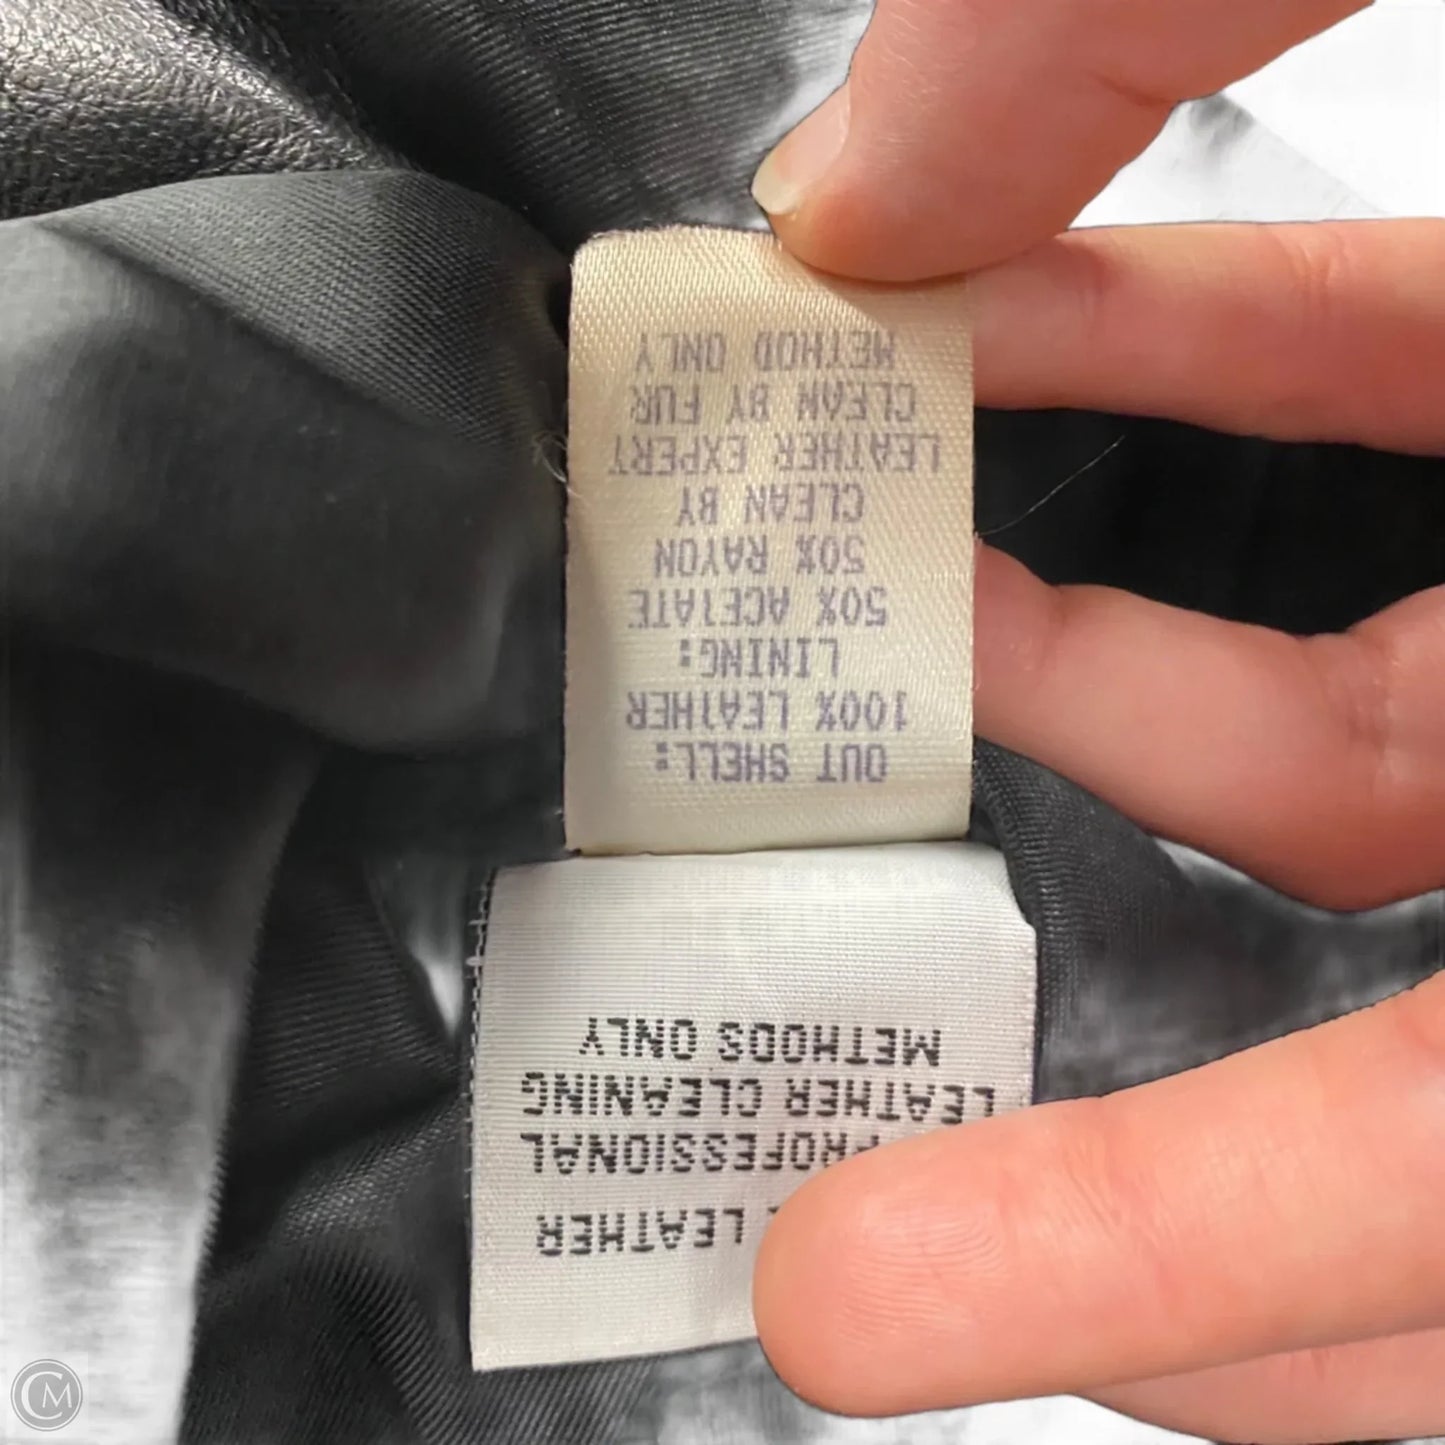 OUT SHELL:
100% LEATHER
LINING:
50% ACETATE
50% RAYON
CLEAN BY
LEATHER EXPERT
CLEAN BY FUR
METHOD ONLY
LEATHER
PROFESSIONAL
LEATHER CLEANING
METHODS ONLY
CM